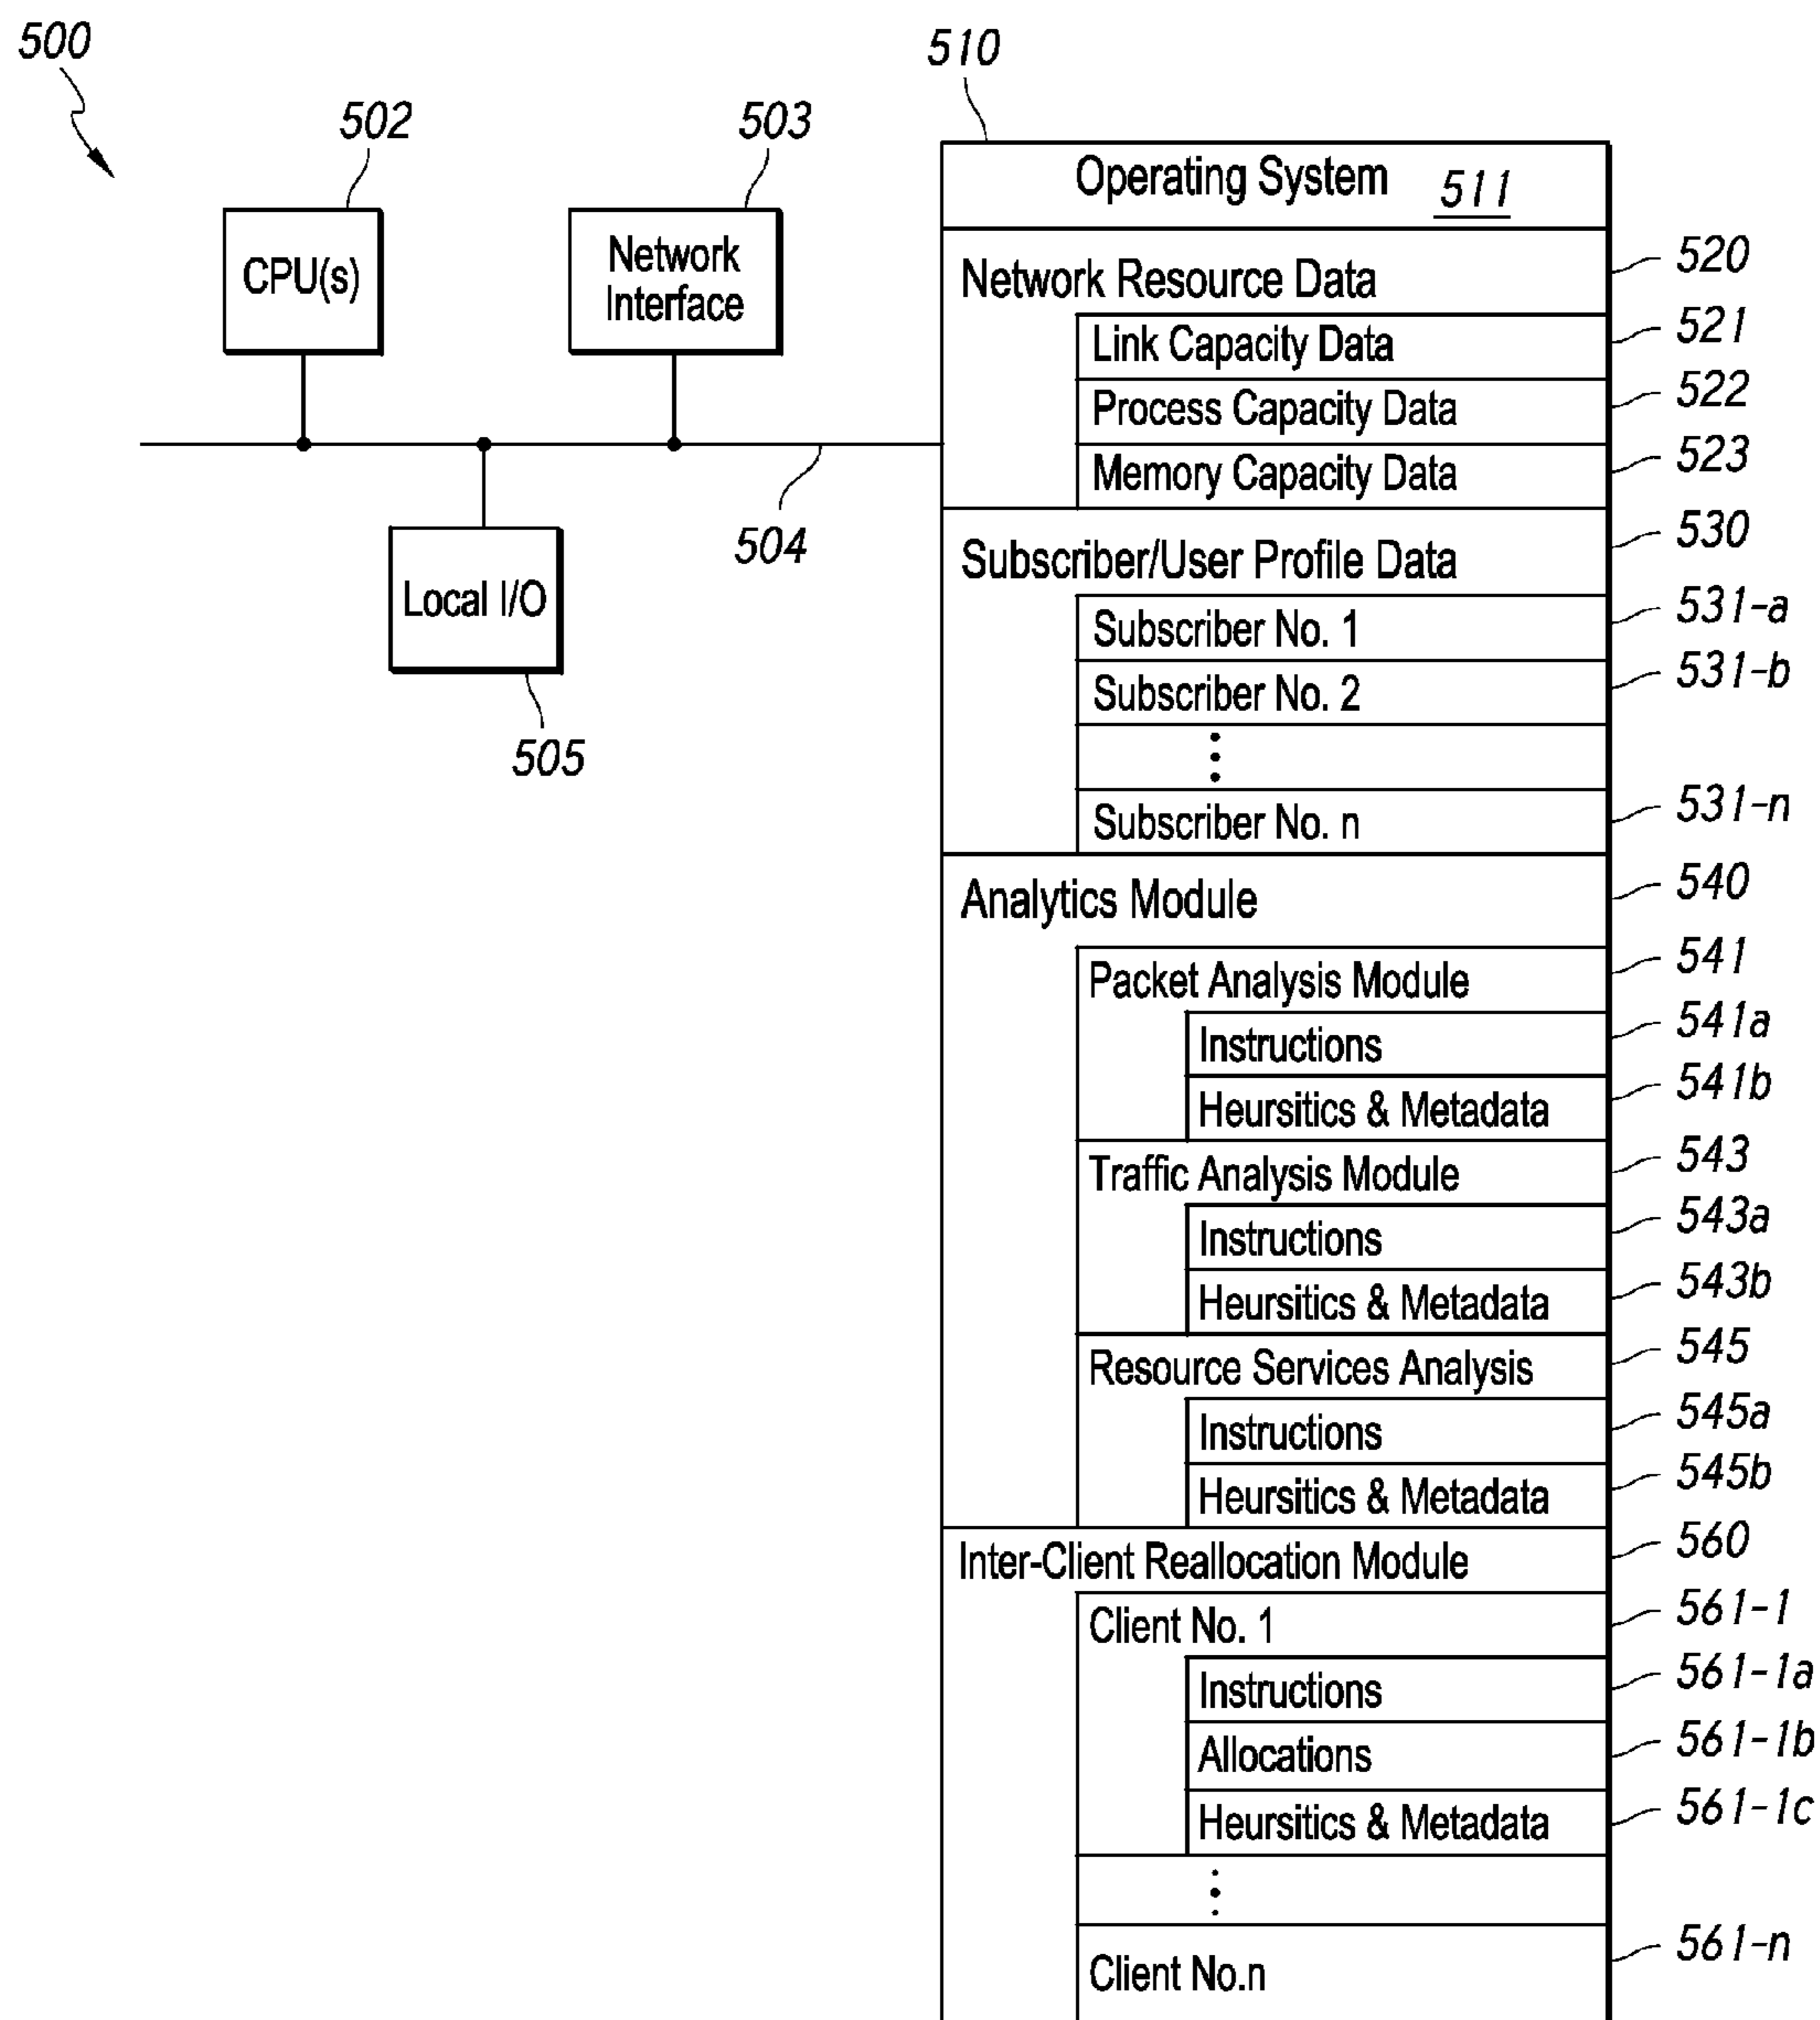 500
502
503
510
CPU(s)
Network
Interface
504
Local I/O
505
Operating System 511
Network Resource Data 520
Link Capacity Data 521
Process Capacity Data 522
Memory Capacity Data 523
Subscriber/User Profile Data 530
Subscriber No. 1 531-a
Subscriber No. 2 531-b
Subscriber No. n 531-n
Analytics Module 540
Packet Analysis Module 541
Instructions 541a
Heursitics & Metadata 541b
Traffic Analysis Module 543
Instructions 543a
Heursitics & Metadata 543b
Resource Services Analysis 545
Instructions 545a
Heursitics & Metadata 545b
Inter-Client Reallocation Module 560
Client No. 1 561-1
Instructions 561-1a
Allocations 561-1b
Heursitics & Metadata 561-1c
Client No.n 561-n